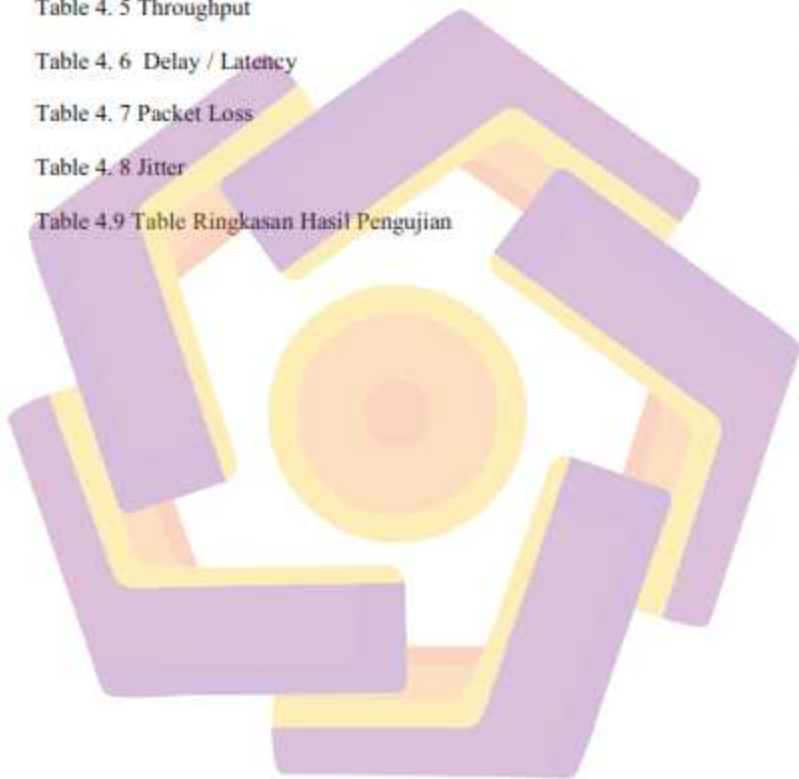 Table 4. 5 Throughput
Table 4. 6 Delay / Latency
Table 4. 7 Packet Loss
Table 4. 8 Jitter
Table 4.9 Table Ringkasan Hasil Pengujian